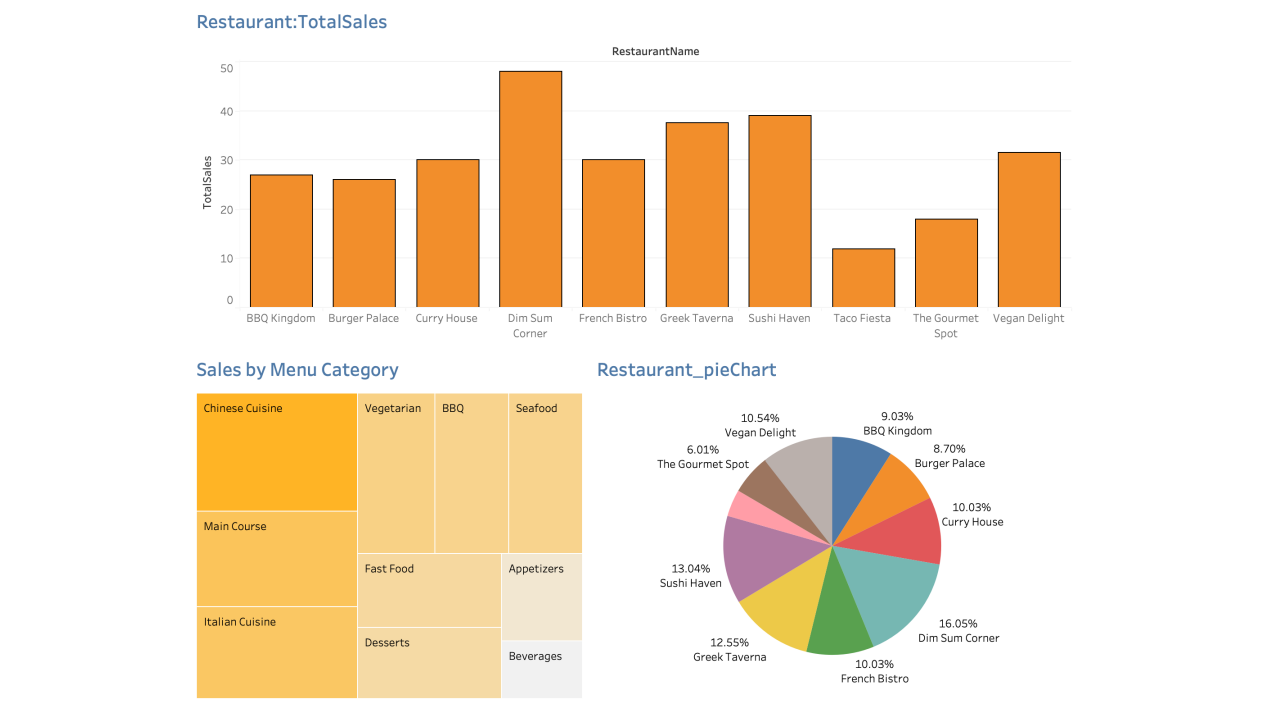 Restaurant:TotalSales
RestaurantName
TotalSales
50
40
30
20
10
0
BBQ Kingdom
Burger Palace
Curry House
Dim Sum
Corner
French Bistro
Greek Taverna
Sushi Haven
Taco Fiesta
The Gourmet
Spot
Vegan Delight
Sales by Menu Category
Chinese Cuisine
Main Course
Italian Cuisine
Vegetarian
BBQ
Seafood
Fast Food
Desserts
Appetizers
Beverages
Restaurant_pieChart
9.03%
BBQ Kingdom
8.70%
Burger Palace
10.03%
Curry House
16.05%
Dim Sum Corner
10.03%
French Bistro
12.55%
Greek Taverna
13.04%
Sushi Haven
6.01%
The Gourmet Spot
10.54%
Vegan Delight